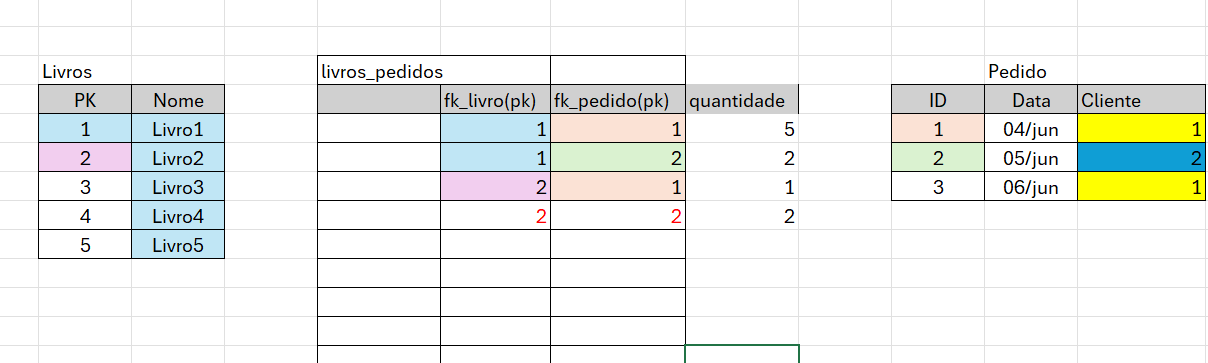 Livros livros_pedidos Pedido
PK Nome fk_livro(pk) fk_pedido(pk) quantidade ID Data Cliente
1 Livro1 1 1 5 1 04/jun 1
2 Livro2 1 2 2 2 05/jun 2
3 Livro3 2 1 1 3 06/jun 1
4 Livro4 2 2 2
5 Livro5